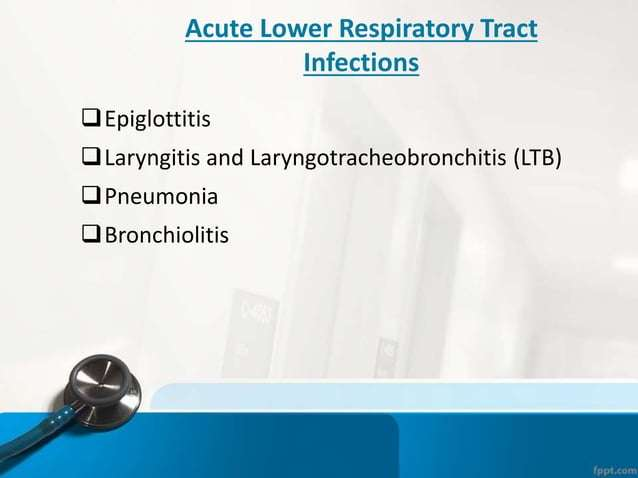 Acute Lower Respiratory Tract
Infections
Epiglottitis
Laryngitis and Laryngotracheobronchitis (LTB)
Pneumonia
Bronchiolitis
fppt.com